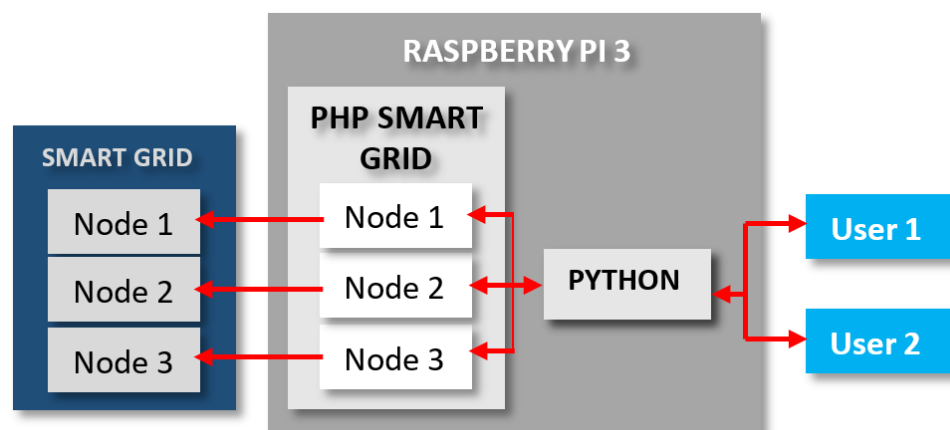 RASPBERRY PI 3
PHP SMART
GRID
SMART GRID
Node 1
Node 2
Node 3
Node 1
Node 2
Node 3
PYTHON
User 1
User 2